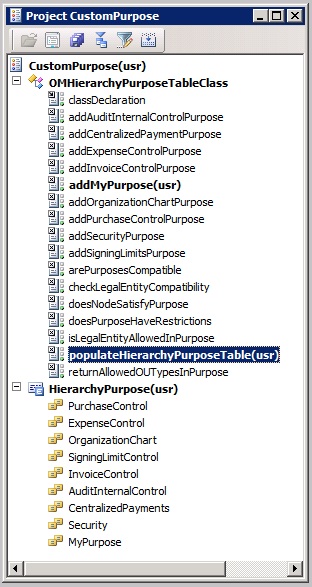 Project CustomPurpose
CustomPurpose(usr)
OMHierarchyPurposeTableClass
classDeclaration
addAuditInternalControlPurpose
addCentralizedPaymentPurpose
addExpenseControlPurpose
addInvoiceControlPurpose
addMyPurpose(usr)
addOrganizationChartPurpose
addPurchaseControlPurpose
addSecurityPurpose
addSigningLimitsPurpose
arePurposesCompatible
checkLegalEntityCompatibility
doesNodeSatisfyPurpose
doesPurposeHaveRestrictions
isLegalEntityAllowedInPurpose
populateHierarchyPurposeTable(usr)
returnAllowedOUTypesInPurpose
HierarchyPurpose(usr)
PurchaseControl
ExpenseControl
OrganizationChart
SigningLimitControl
InvoiceControl
AuditInternalControl
CentralizedPayments
Security
MyPurpose